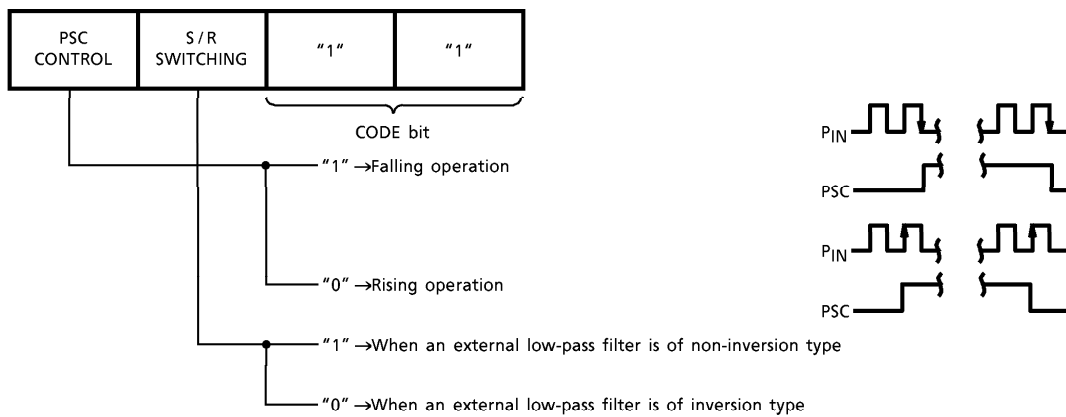 PSC CONTROL
S / R SWITCHING
“1”
“1”
CODE bit
“1” →Falling operation
“0” →Rising operation
“1” →When an external low-pass filter is of non-inversion type
“0” →When an external low-pass filter is of inversion type
PIN
PSC
PIN
PSC